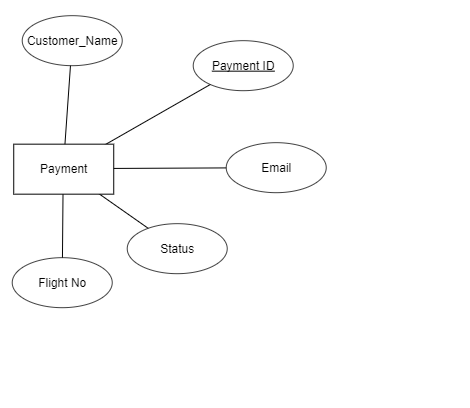 Customer_Name
Payment ID
Payment
Email
Status
Flight No